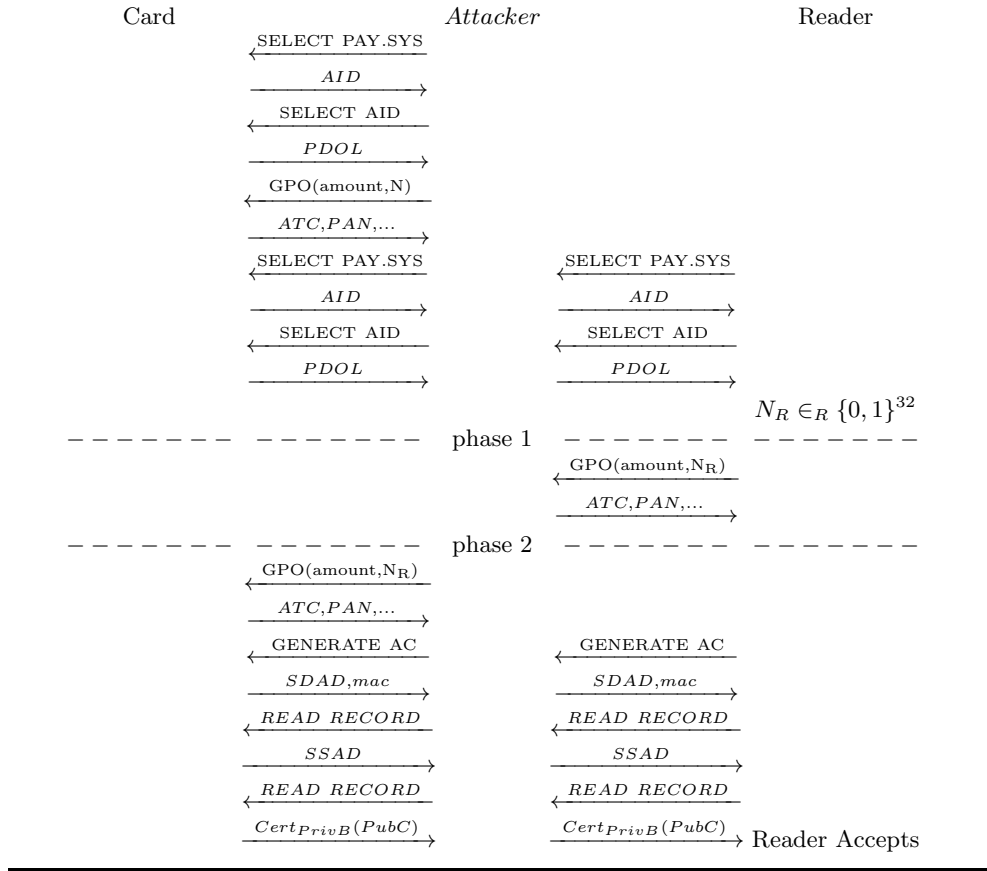 Card Attacker Reader
SELECT PAY.SYS
AID
SELECT AID
PDOL
GPO(amount,N)
ATC,PAN,...
SELECT PAY.SYS SELECT PAY.SYS
AID AID
SELECT AID SELECT AID
PDOL PDOL
N_R ∈_R {0, 1}^32
phase 1
GPO(amount,N_R)
ATC,PAN,...
phase 2
GPO(amount,N_R)
ATC,PAN,...
GENERATE AC GENERATE AC
SDAD,mac SDAD,mac
READ RECORD READ RECORD
SSAD SSAD
READ RECORD READ RECORD
Cert_PrivB(PubC) Cert_PrivB(PubC) Reader Accepts